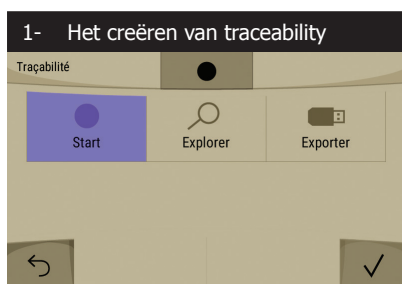 1- Het creëren van traceability
Traçabilité
Start Explorer Exporter